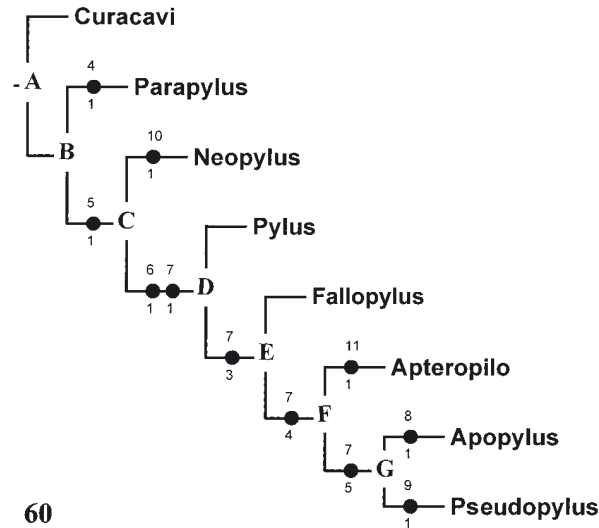 Curacavi
- A
4
Parapylus
1
B
10
Neopylus
1
5
C
1
Pylus
6 7
D
1 1
Fallopylus
7
E
3
11
Apteropilo
1
7
F
4
8
Apopylus
1
7
G
5
9
Pseudopylus
1
60